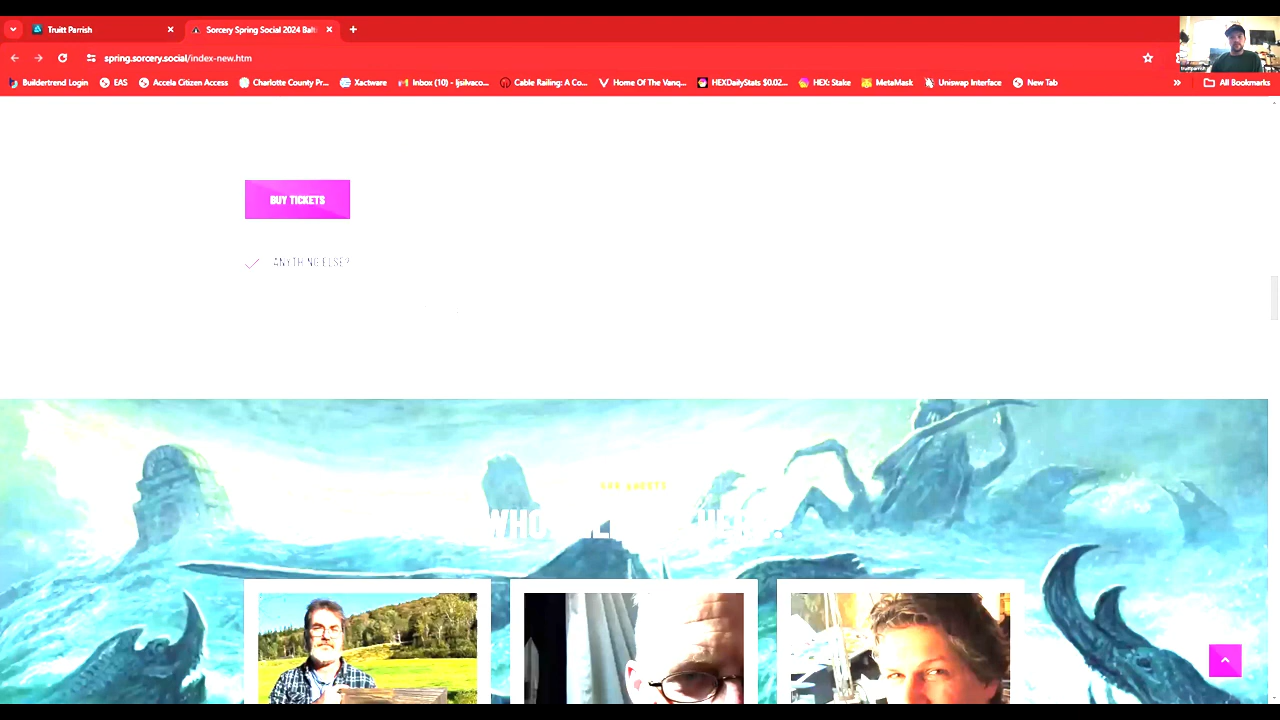 Truitt Parrish
Sorcery Spring Social 2024 Balti
spring.sorcery.social/index-new.htm
Buildertrend Login
EAS
Accela Citizen Access
Charlotte County Pr...
Xactware
Inbox (10) - ljsilvaco...
Cable Railing: A Co...
Home Of The Vanq...
HEXDailyStats $0.02...
HEX: Stake
MetaMask
Uniswap Interface
New Tab
All Bookmarks
BUY TICKETS
ANYTHING ELSE?